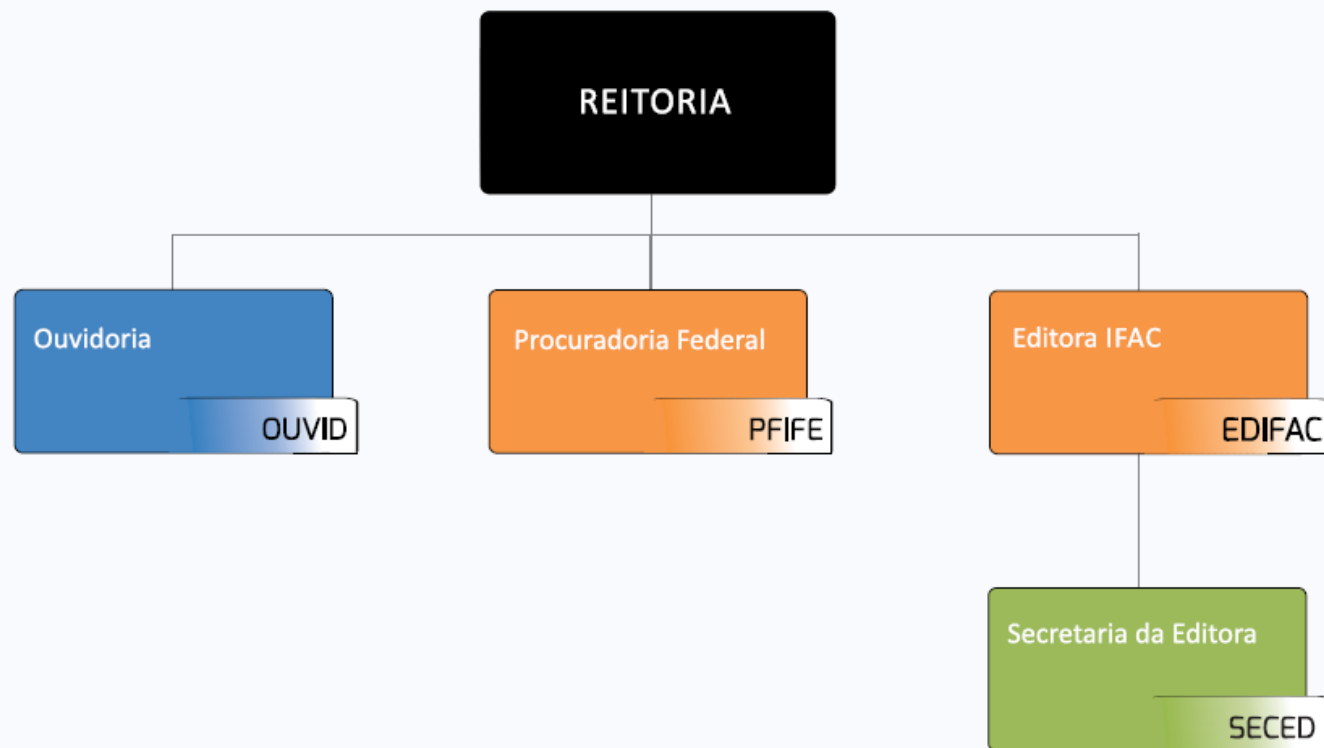 REITORIA
Ouvidoria
OUVID
Procuradoria Federal
PFIFE
Editora IFAC
EDIFAC
Secretaria da Editora
SECED